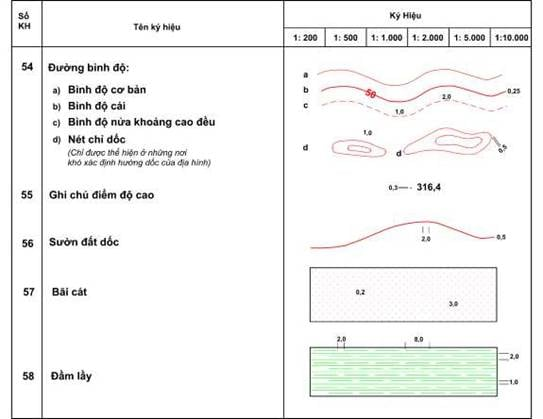 Số
KH
Tên ký hiệu
Ký Hiệu
1: 200 1: 500 1: 1.000 1: 2.000 1: 5.000 1:10.000
54 Đường bình độ:
a) Bình độ cơ bản
b) Bình độ cái
c) Bình độ nửa khoảng cao đều
d) Nét chỉ dốc
(Chỉ được thể hiện ở những nơi
khó xác định hướng dốc của địa hình)
a
b 50 0,25
c 1,0 2,0
1,0
d d 0,5
55 Ghi chú điểm độ cao
0,3 316,4
56 Sườn đất dốc
2,0 0,5
57 Bãi cát
0,2
3,0
58 Đầm lầy
2,0 8,0
2,0
1,0